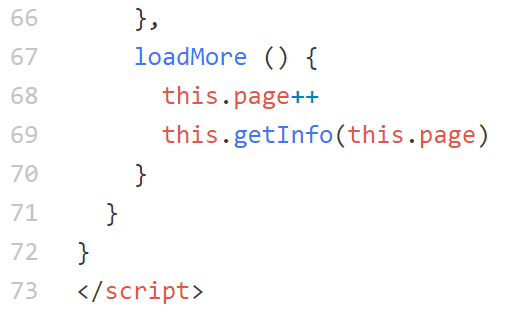 66 },
67 loadMore () {
68 this.page++
69 this.getInfo(this.page)
70 }
71 }
72 }
73 </script>